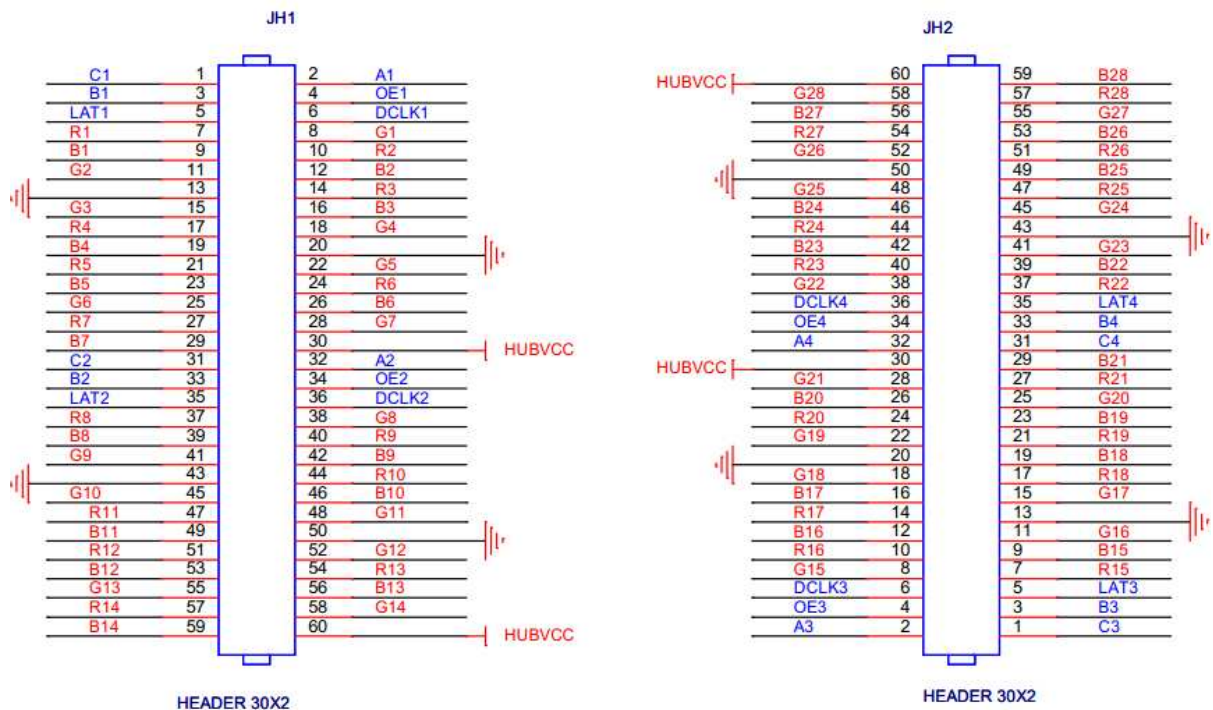 JH1
C1 1 2 A1
B1 3 4 OE1
LAT1 5 6 DCLK1
R1 7 8 G1
B1 9 10 R2
G2 11 12 B2
13 14 R3
G3 15 16 B3
R4 17 18 G4
B4 19 20
R5 21 22 G5
B5 23 24 R6
G6 25 26 B6
R7 27 28 G7
B7 29 30 HUBVCC
C2 31 32 A2
B2 33 34 OE2
LAT2 35 36 DCLK2
R8 37 38 G8
B8 39 40 R9
G9 41 42 B9
43 44 R10
G10 45 46 B10
R11 47 48 G11
B11 49 50
R12 51 52 G12
B12 53 54 R13
G13 55 56 B13
R14 57 58 G14
B14 59 60 HUBVCC
HEADER 30X2
JH2
HUBVCC 60 59 B28
G28 58 57 R28
B27 56 55 G27
R27 54 53 B26
G26 52 51 R26
50 49 B25
G25 48 47 R25
B24 46 45 G24
R24 44 43
B23 42 41 G23
R23 40 39 B22
G22 38 37 R22
DCLK4 36 35 LAT4
OE4 34 33 B4
A4 32 31 C4
HUBVCC 30 29 B21
G21 28 27 R21
B20 26 25 G20
R20 24 23 B19
G19 22 21 R19
20 19 B18
G18 18 17 R18
B17 16 15 G17
R17 14 13
B16 12 11 G16
R16 10 9 B15
G15 8 7 R15
DCLK3 6 5 LAT3
OE3 4 3 B3
A3 2 1 C3
HEADER 30X2